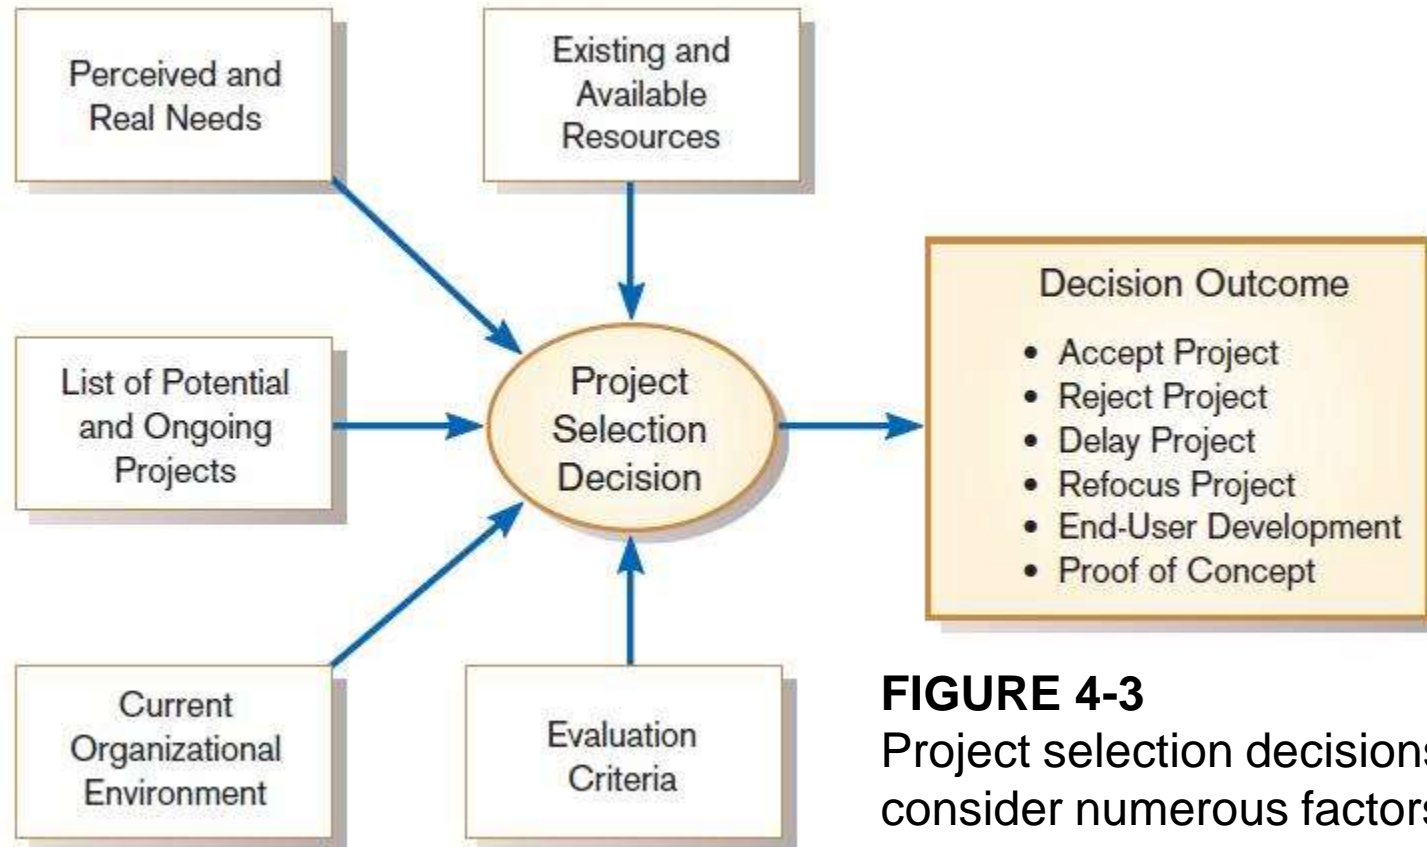 Perceived and
Real Needs
Existing and
Available
Resources
List of Potential
and Ongoing
Projects
Project
Selection
Decision
Decision Outcome
• Accept Project
• Reject Project
• Delay Project
• Refocus Project
• End-User Development
• Proof of Concept
Current
Organizational
Environment
Evaluation
Criteria
FIGURE 4-3
Project selection decisions
consider numerous factors